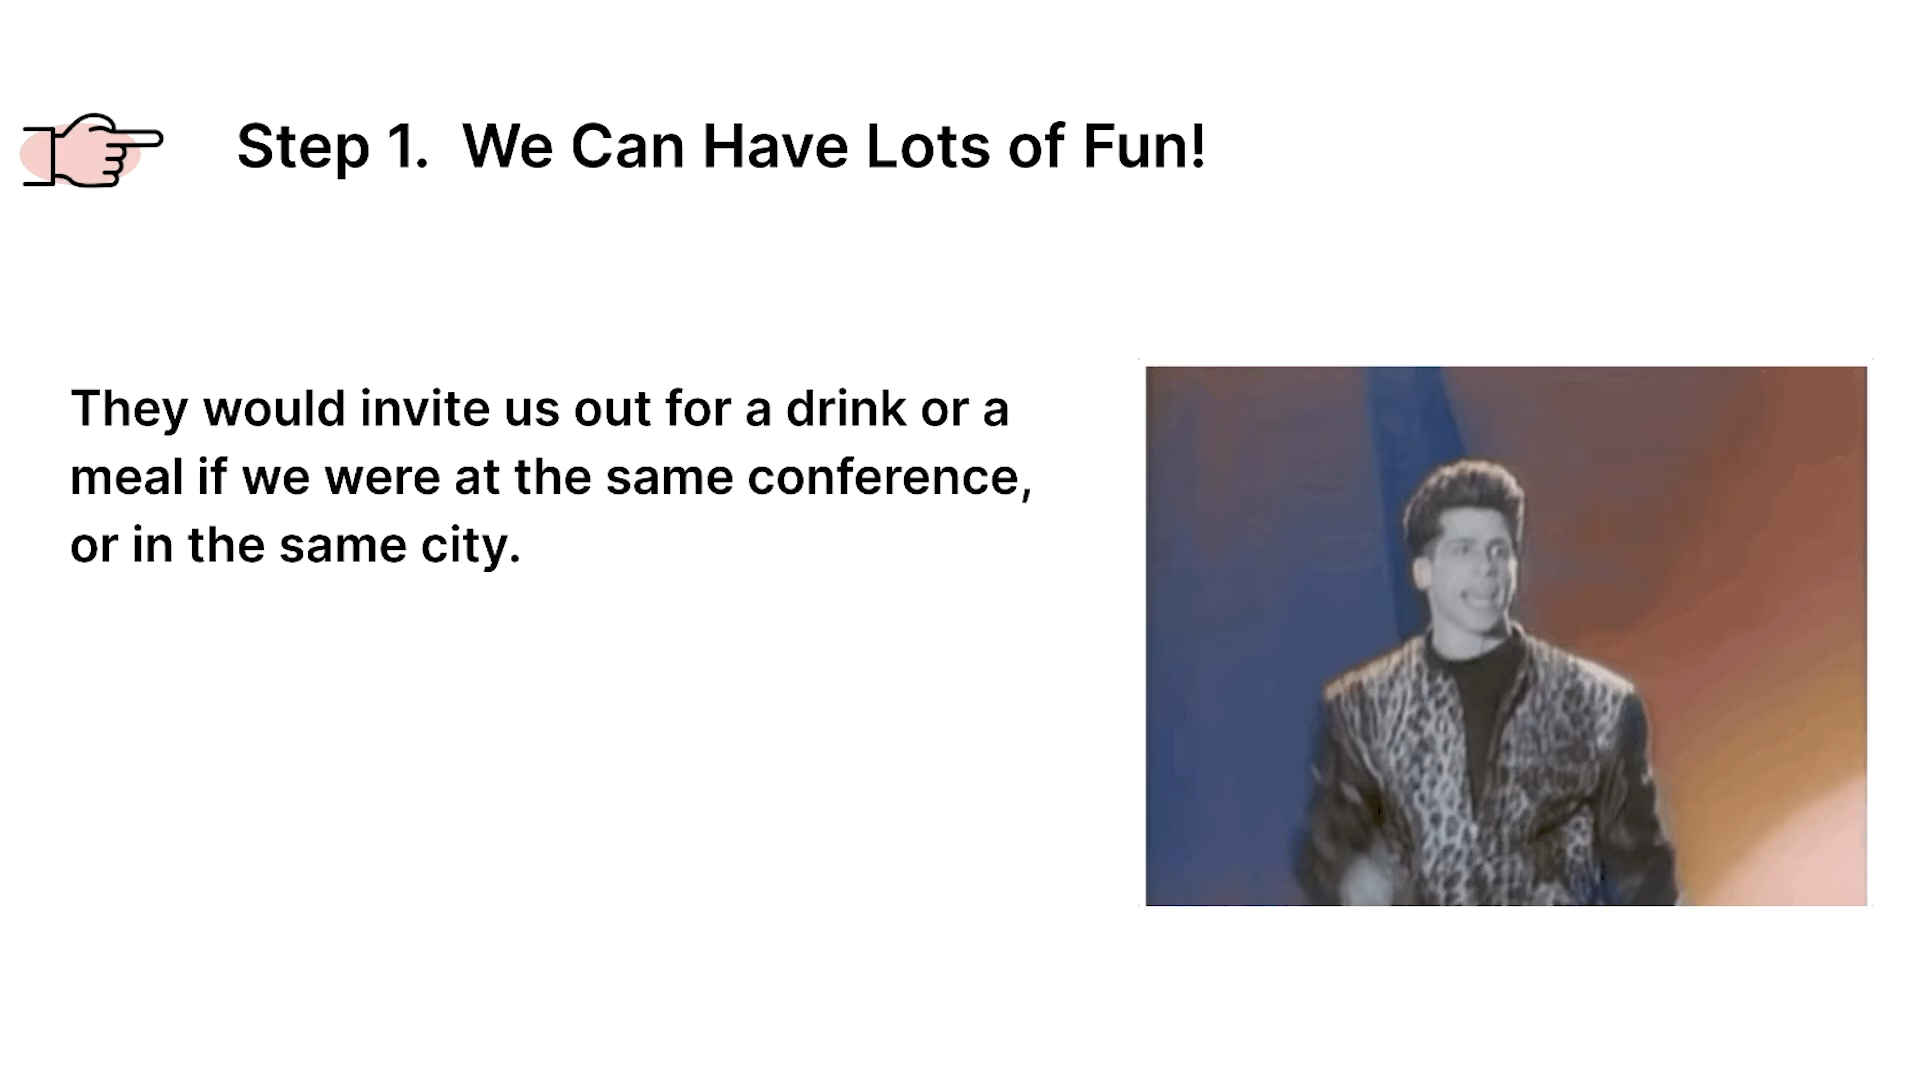 Step 1. We Can Have Lots of Fun!
They would invite us out for a drink or a
meal if we were at the same conference,
or in the same city.